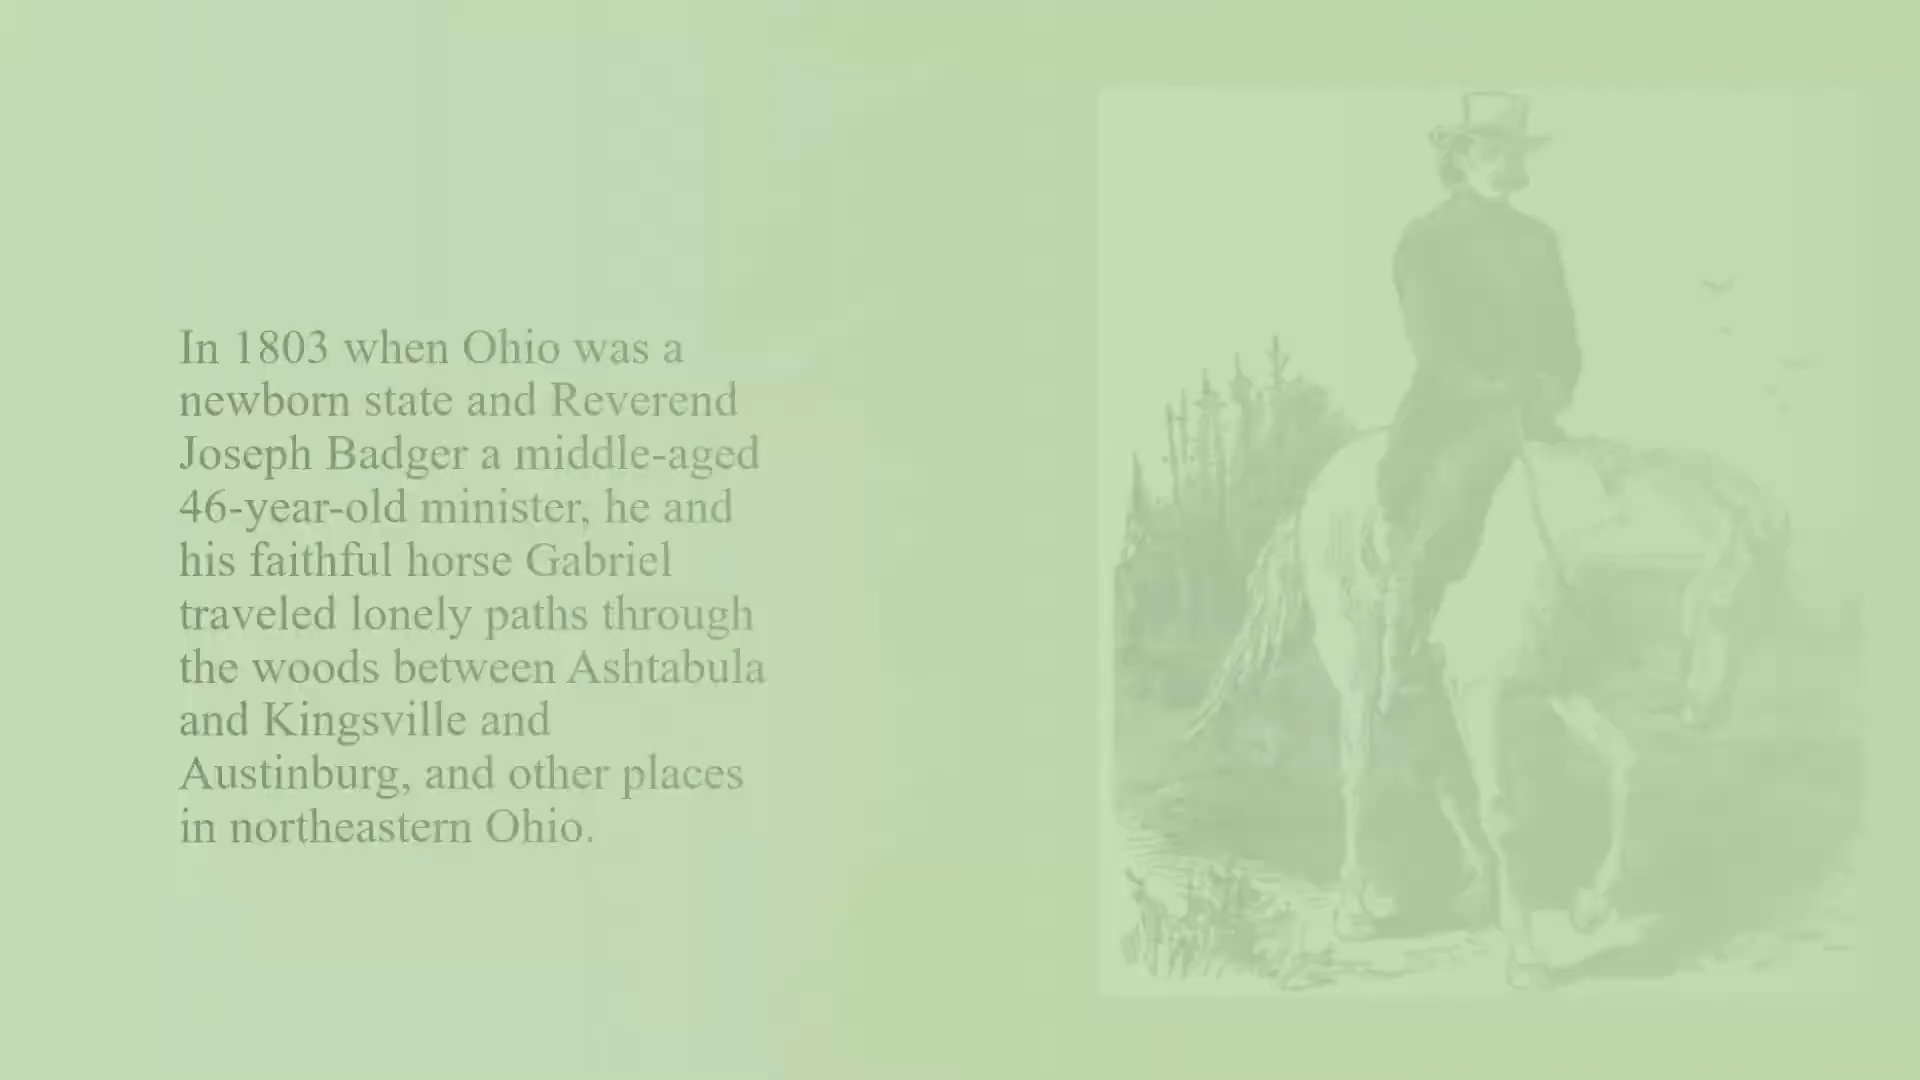 In 1803 when Ohio was a
newborn state and Reverend
Joseph Badger a middle-aged
46-year-old minister, he and
his faithful horse Gabriel
traveled lonely paths through
the woods between Ashtabula
and Kingsville and
Austinburg, and other places
in northeastern Ohio.